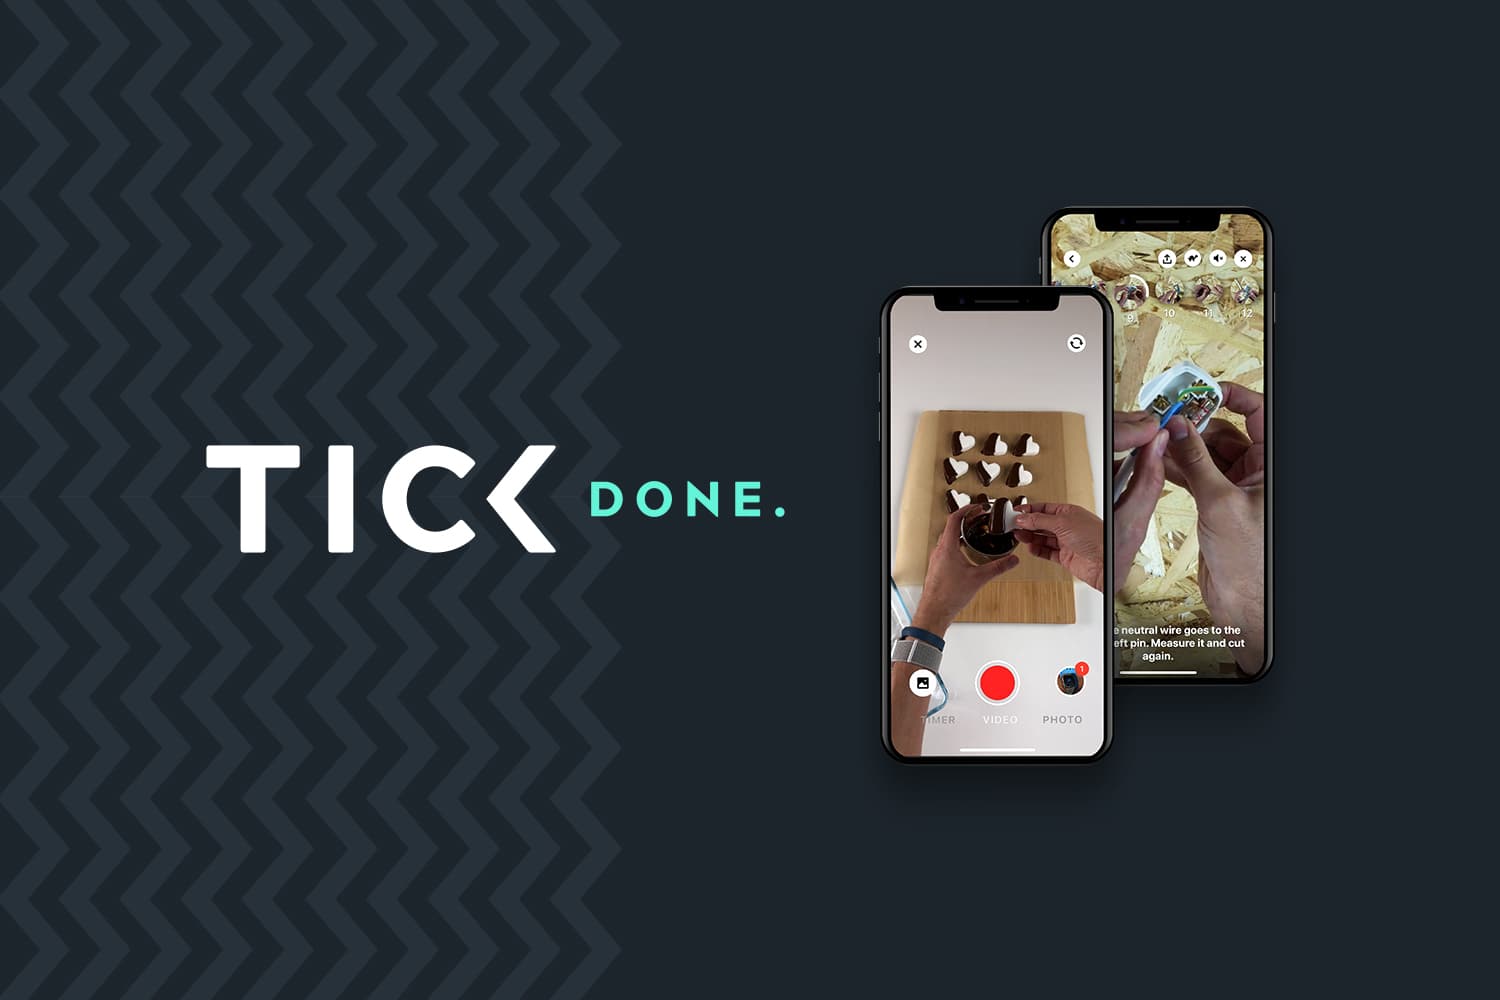 TICK DONE.
9 10 11 12
e neutral wire goes to the
eft pin. Measure it and cut
again.
1
TIMER VIDEO PHOTO